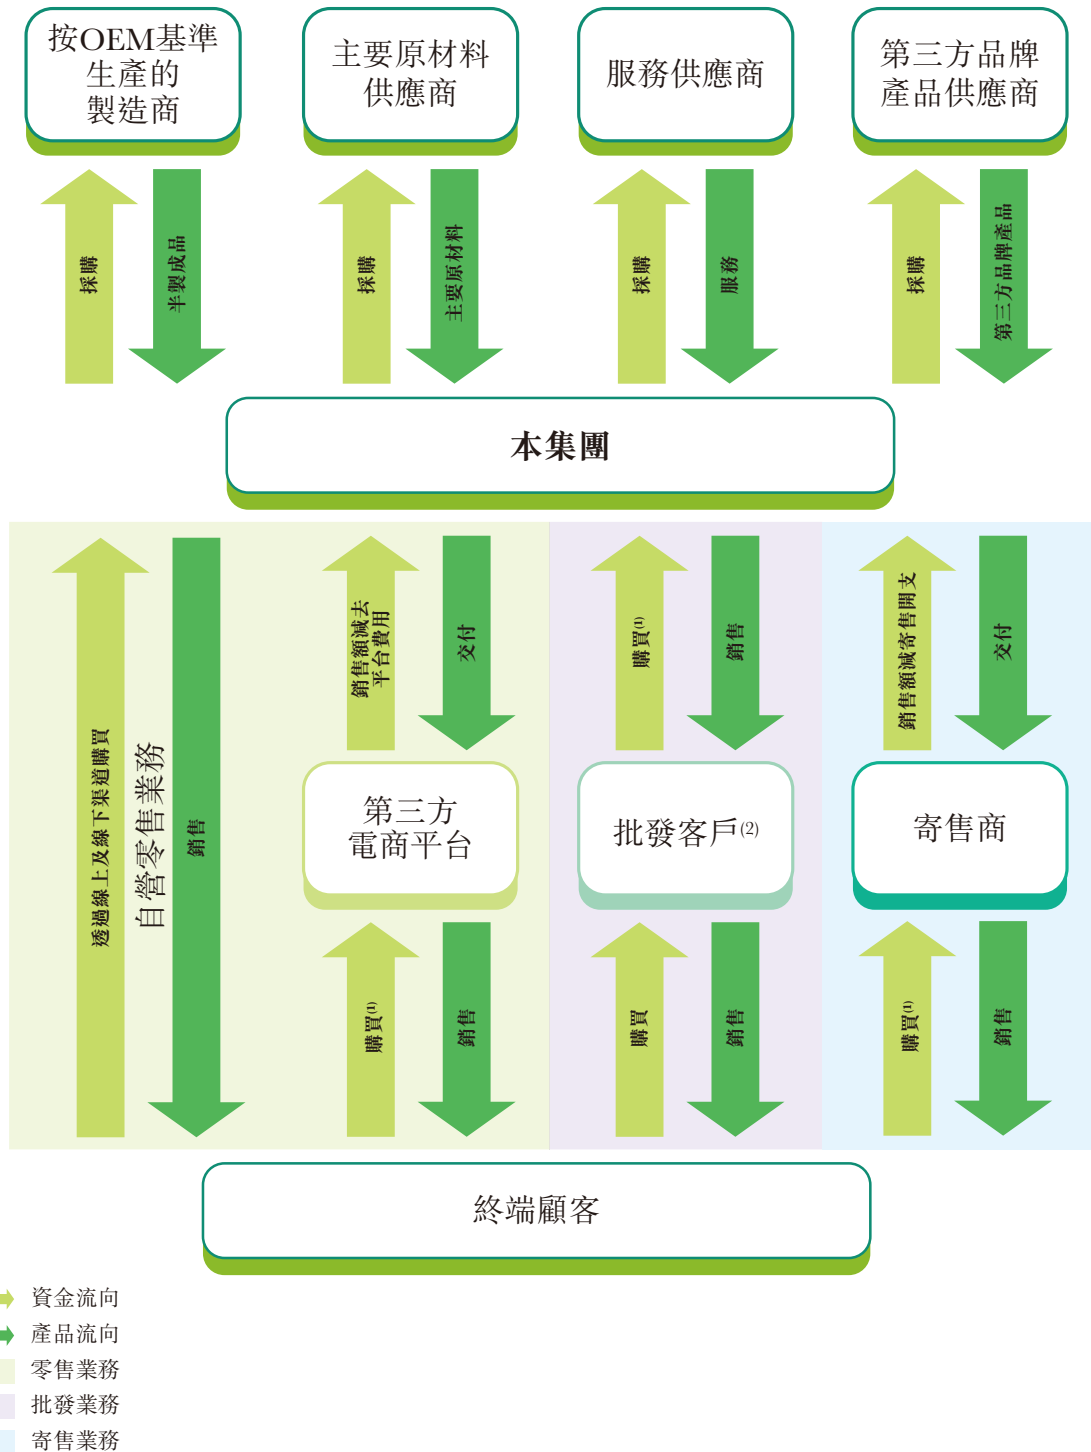 按OEM基準
生產的
製造商
主要原材料
供應商
服務供應商
第三方品牌
產品供應商
採購
半製成品
採購
主要原材料
採購
服務
採購
第三方品牌產品
本集團
透過線上及線下渠道購買
自營零售業務
銷售
銷售額減去
平台費用
交付
購買(1)
銷售
銷售額減寄售開支
交付
第三方
電商平台
批發客戶(2)
寄售商
購買(1)
銷售
購買
銷售
購買(1)
銷售
終端顧客
資金流向
產品流向
零售業務
批發業務
寄售業務